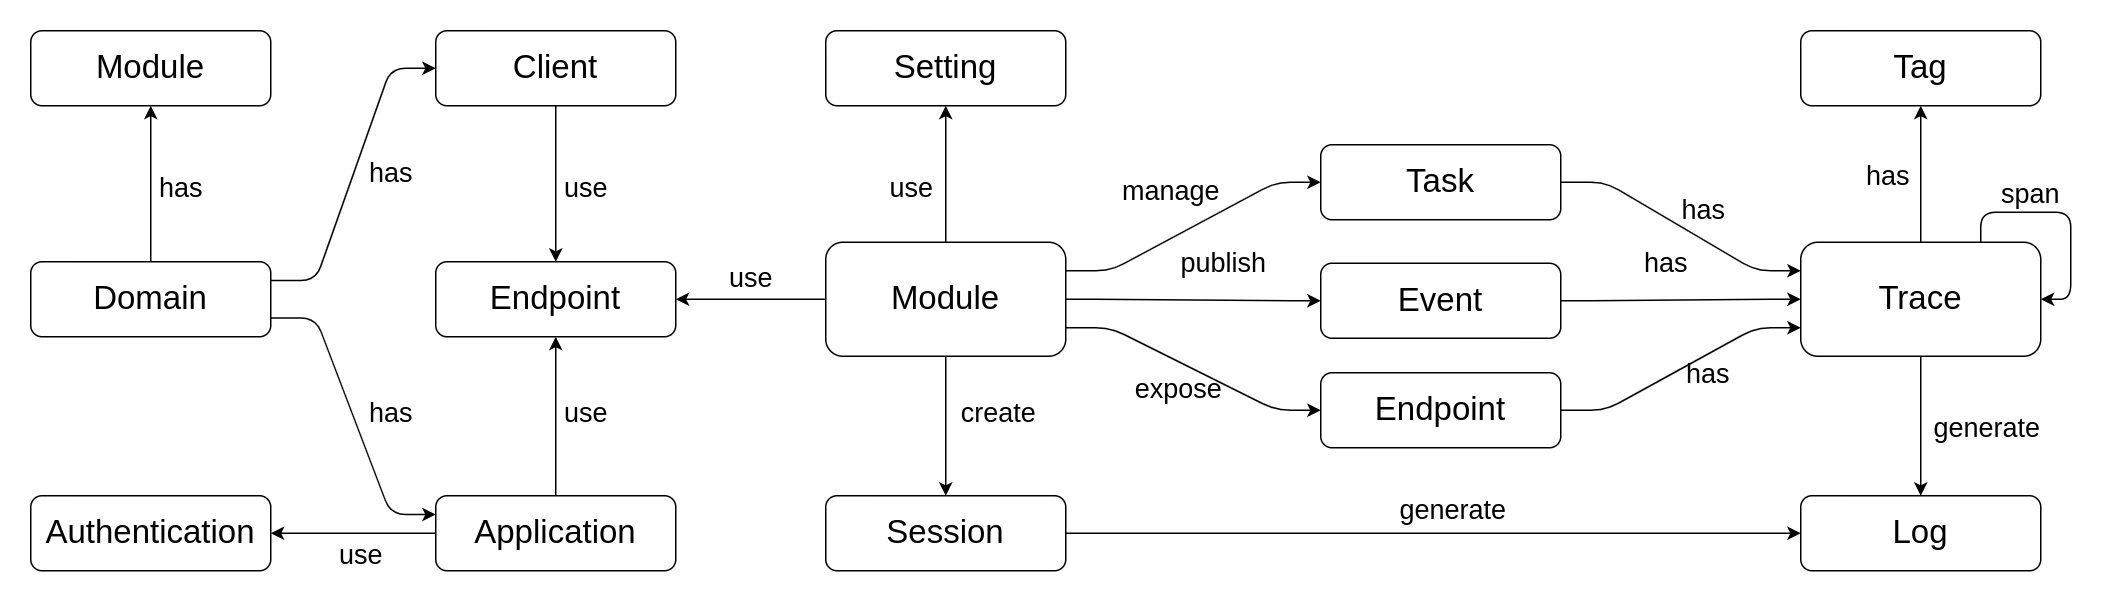 Module
Client
Setting
Tag
has
has
use
use
manage
Task
has
has
span
publish
has
Domain
Endpoint
use
Module
Event
Trace
has
use
create
expose
Endpoint
has
generate
Authentication
use
Application
Session
generate
Log